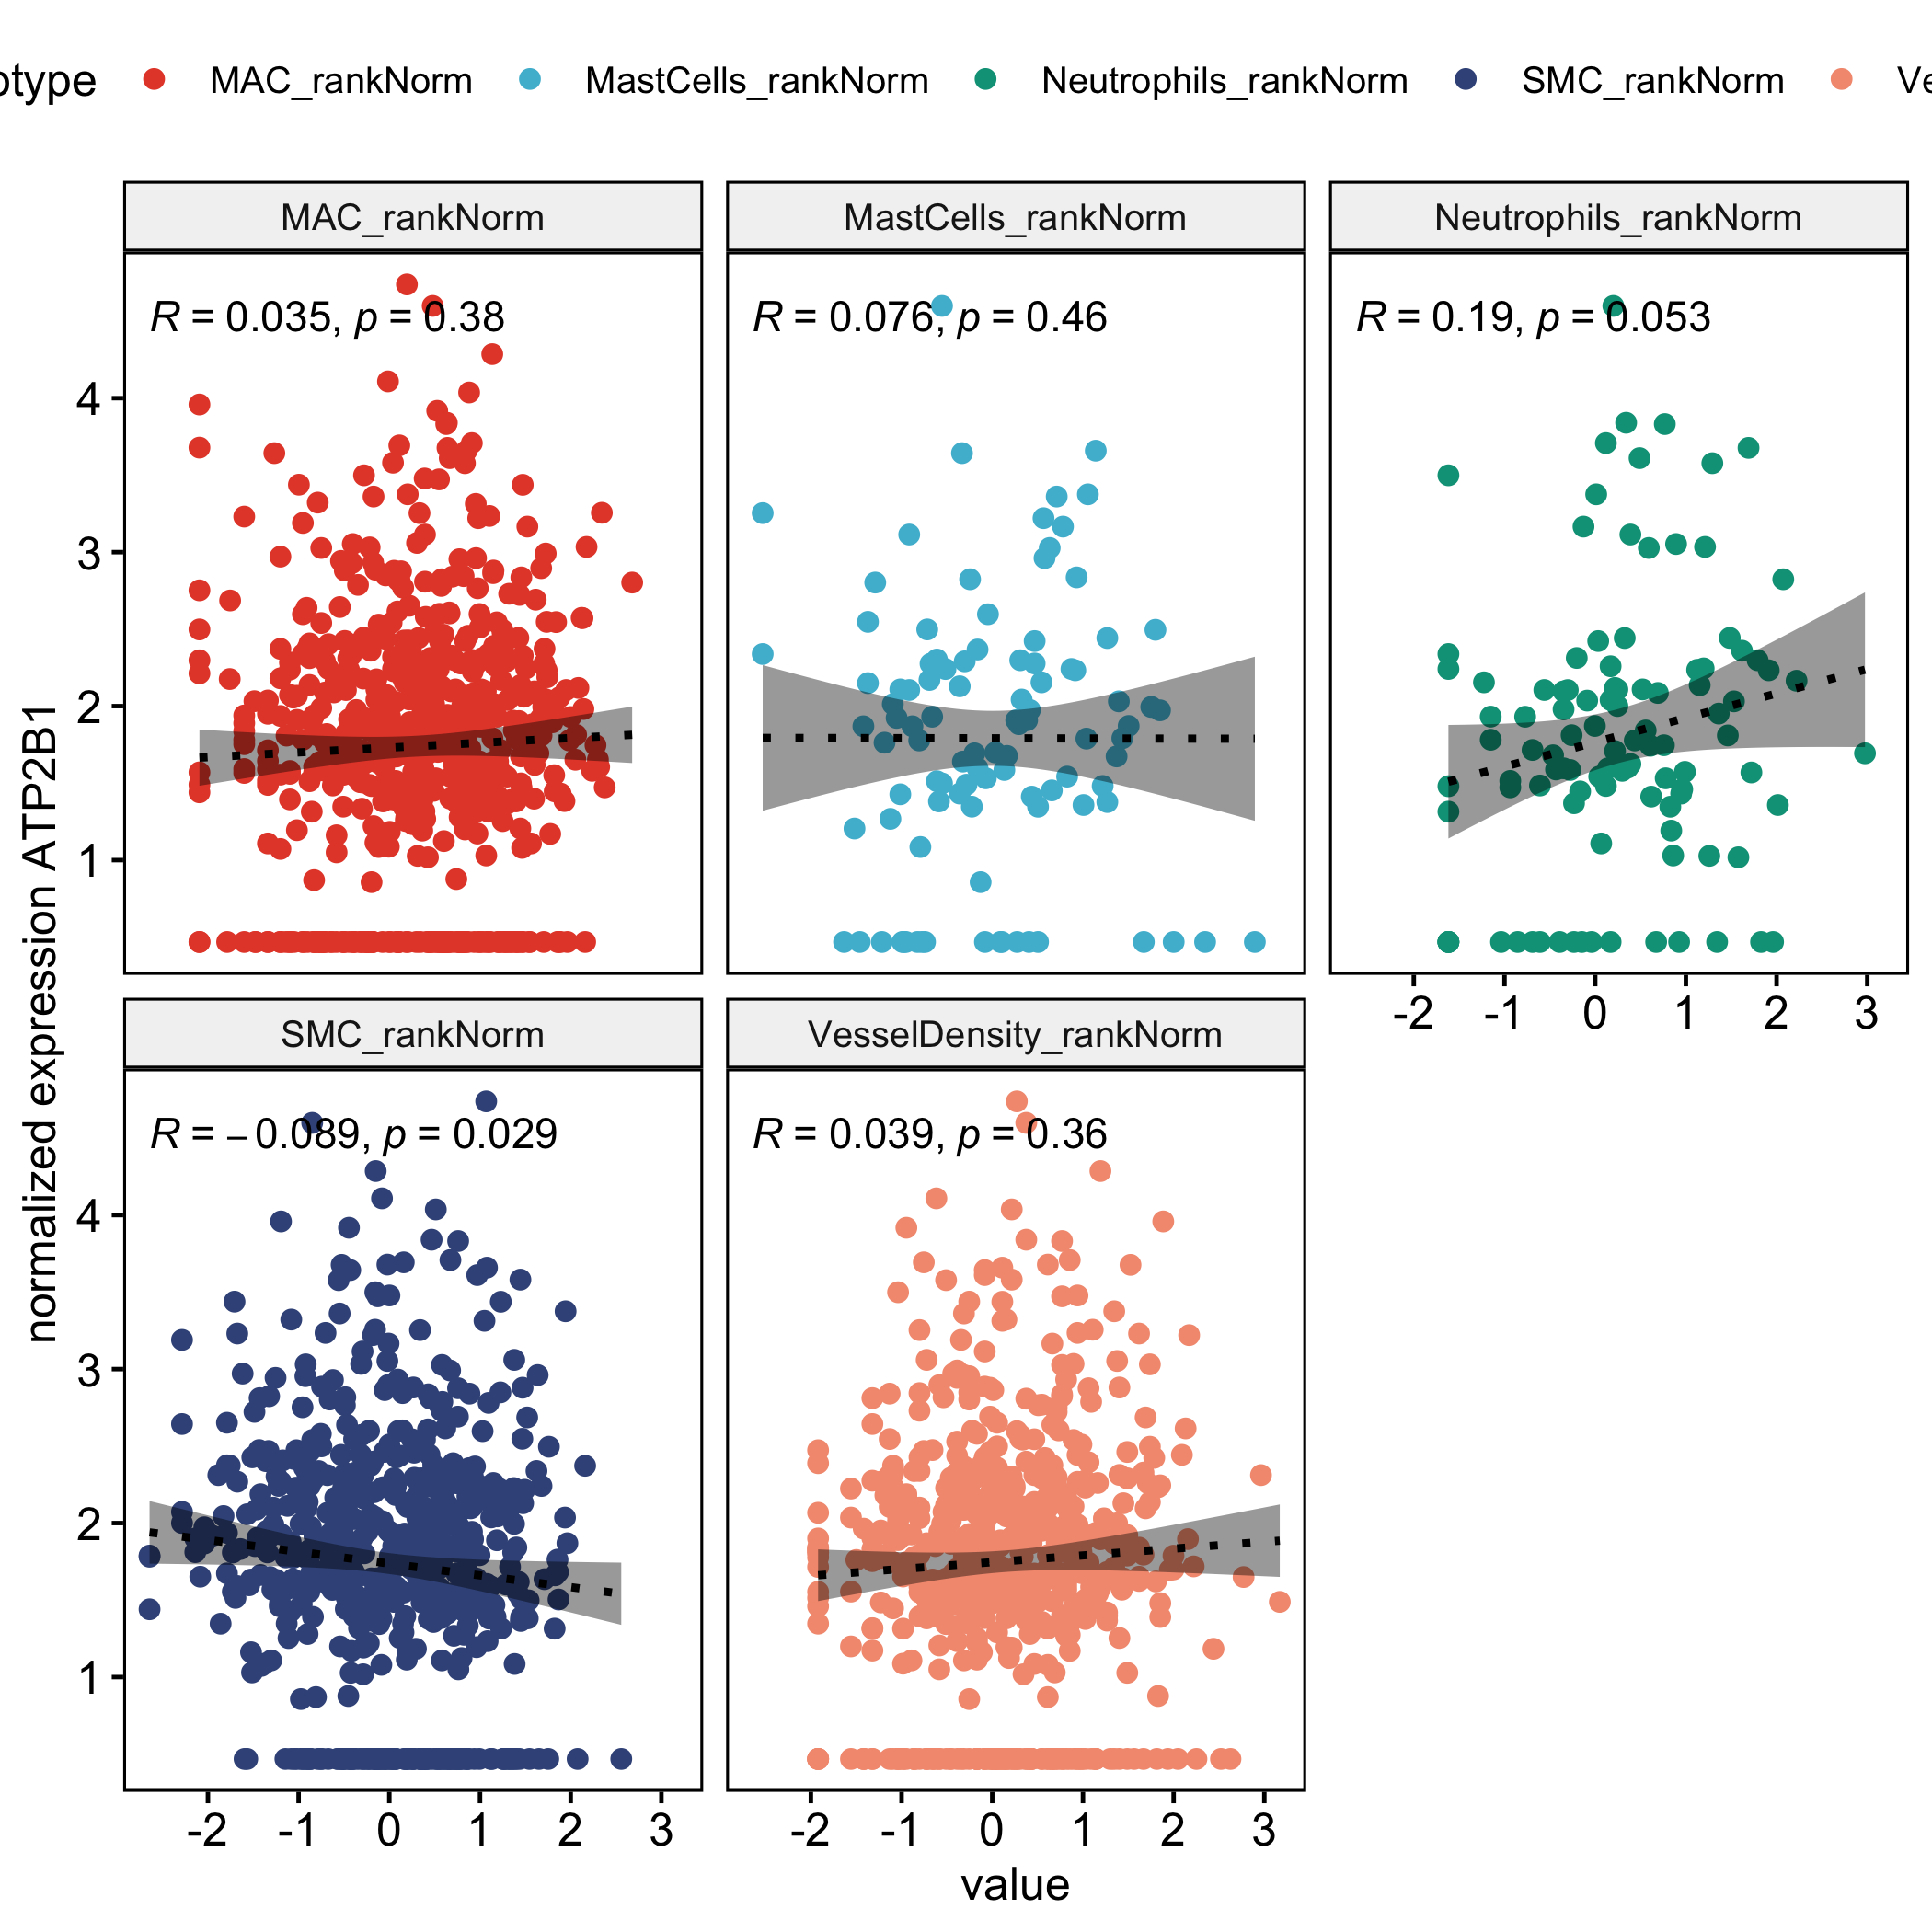 otype MAC_rankNorm MastCells_rankNorm Neutrophils_rankNorm SMC_rankNorm Ve
MAC_rankNorm MastCells_rankNorm Neutrophils_rankNorm
R = 0.035, p = 0.38 R = 0.076, p = 0.46 R = 0.19, p = 0.053
4
3
2
1
-2 -1 0 1 2 3
normalized expression ATP2B1
SMC_rankNorm VesselDensity_rankNorm
R = – 0.089, p = 0.029 R = 0.039, p = 0.36
4
3
2
1
-2 -1 0 1 2 3 -2 -1 0 1 2 3
value